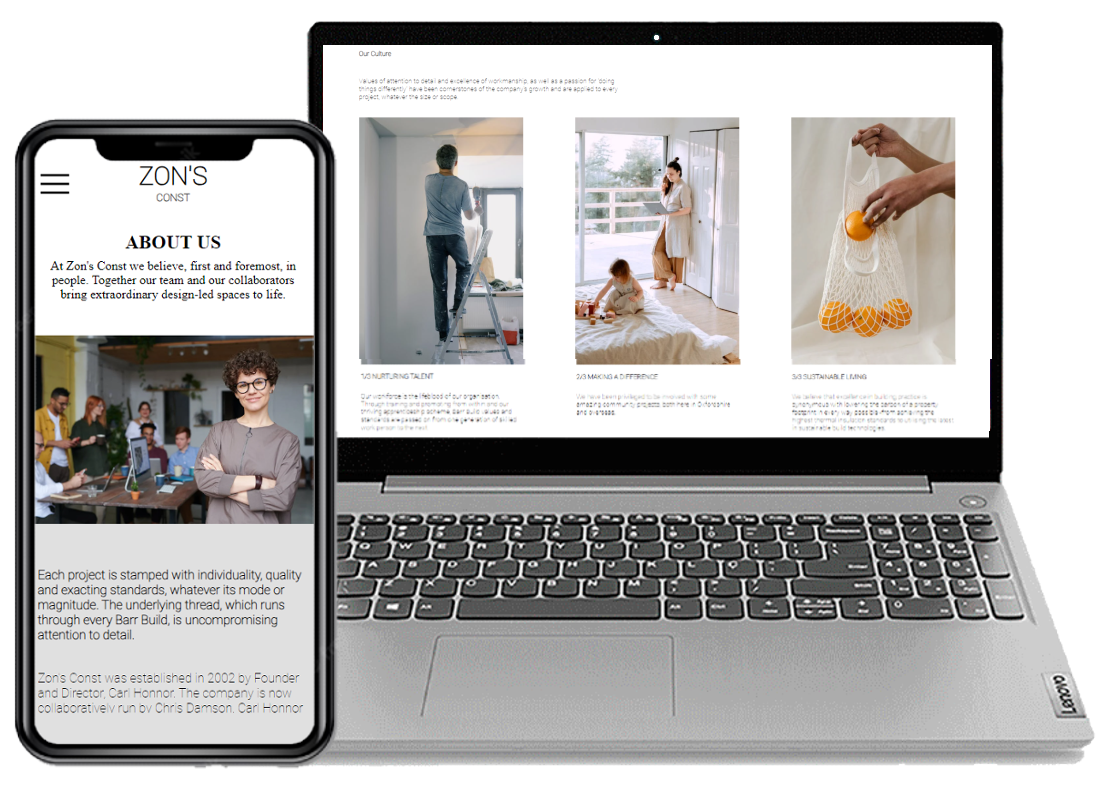 Our Culture
Values of attention to detail and excellence of workmanship, as well as a passion for 'doing
things differently' have been cornerstones of the company's growth and are applied to every
project, whatever the size or scope.
1/3 NURTURING TALENT
Our workforce is the lifeblood of our organisation.
Through training and promoting from within and our
thriving apprenticeship scheme, Barr Build values and
standards are passed on from one generation of skilled
work person to the next.
2/3 MAKING A DIFFERENCE
We have been privileged to be involved with some
amazing community projects, both here in Oxfordshire
and overseas.
3/3 SUSTAINABLE LIVING
We believe that excellence in building practice is
synonymous with lowering the carbon of a property
footprint in every way possible-from achieving the
highest thermal insulation standards to utilising the latest
in sustainable build technologies.
ZON'S
CONST
ABOUT US
At Zon's Const we believe, first and foremost, in
people. Together our team and our collaborators
bring extraordinary design-led spaces to life.
Each project is stamped with individuality, quality
and exacting standards, whatever its mode or
magnitude. The underlying thread, which runs
through every Barr Build, is uncompromising
attention to detail.
Zon's Const was established in 2002 by Founder
and Director, Carl Honnor. The company is now
collaboratively run by Chris Damson, Carl Honnor
Lenovo